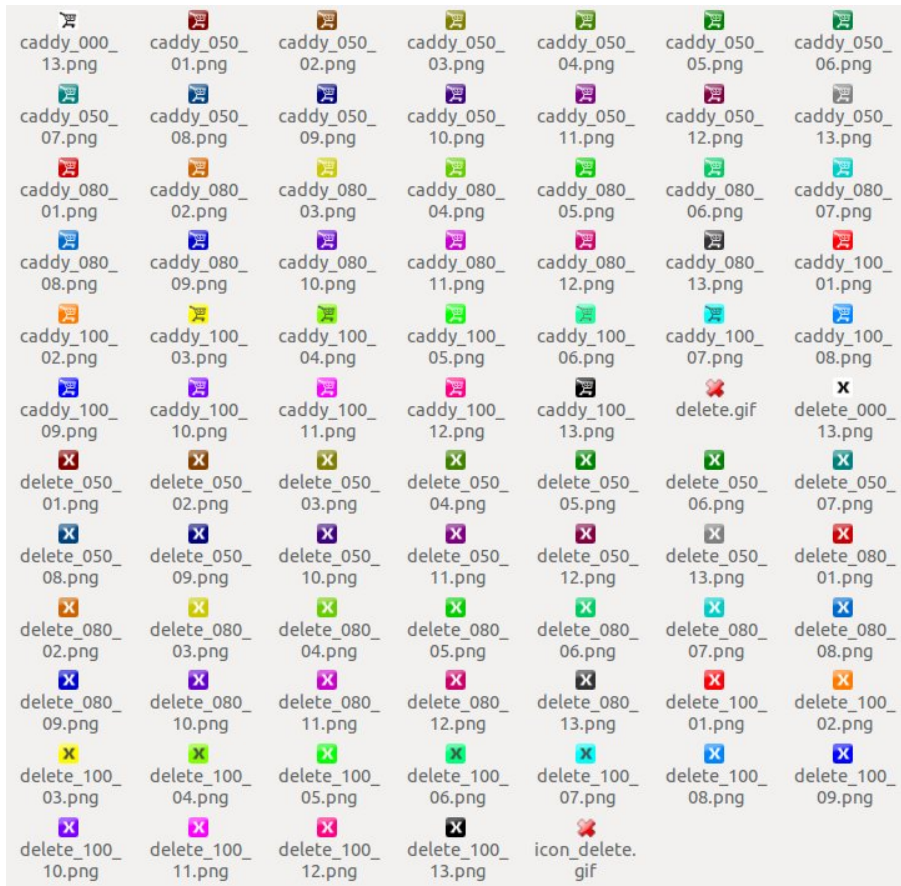 caddy_000_ caddy_050_ caddy_050_ caddy_050_ caddy_050_ caddy_050_ caddy_050_
13.png 01.png 02.png 03.png 04.png 05.png 06.png
caddy_050_ caddy_050_ caddy_050_ caddy_050_ caddy_050_ caddy_050_ caddy_050_
07.png 08.png 09.png 10.png 11.png 12.png 13.png
caddy_080_ caddy_080_ caddy_080_ caddy_080_ caddy_080_ caddy_080_ caddy_080_
01.png 02.png 03.png 04.png 05.png 06.png 07.png
caddy_080_ caddy_080_ caddy_080_ caddy_080_ caddy_080_ caddy_080_ caddy_100_
08.png 09.png 10.png 11.png 12.png 13.png 01.png
caddy_100_ caddy_100_ caddy_100_ caddy_100_ caddy_100_ caddy_100_ caddy_100_
02.png 03.png 04.png 05.png 06.png 07.png 08.png
caddy_100_ caddy_100_ caddy_100_ caddy_100_ caddy_100_ delete.gif delete_000_
09.png 10.png 11.png 12.png 13.png 13.png
delete_050_ delete_050_ delete_050_ delete_050_ delete_050_ delete_050_ delete_050_
01.png 02.png 03.png 04.png 05.png 06.png 07.png
delete_050_ delete_050_ delete_050_ delete_050_ delete_050_ delete_050_ delete_080_
08.png 09.png 10.png 11.png 12.png 13.png 01.png
delete_080_ delete_080_ delete_080_ delete_080_ delete_080_ delete_080_ delete_080_
02.png 03.png 04.png 05.png 06.png 07.png 08.png
delete_080_ delete_080_ delete_080_ delete_080_ delete_080_ delete_100_ delete_100_
09.png 10.png 11.png 12.png 13.png 01.png 02.png
delete_100_ delete_100_ delete_100_ delete_100_ delete_100_ delete_100_ delete_100_
03.png 04.png 05.png 06.png 07.png 08.png 09.png
delete_100_ delete_100_ delete_100_ delete_100_ icon_delete.
10.png 11.png 12.png 13.png gif